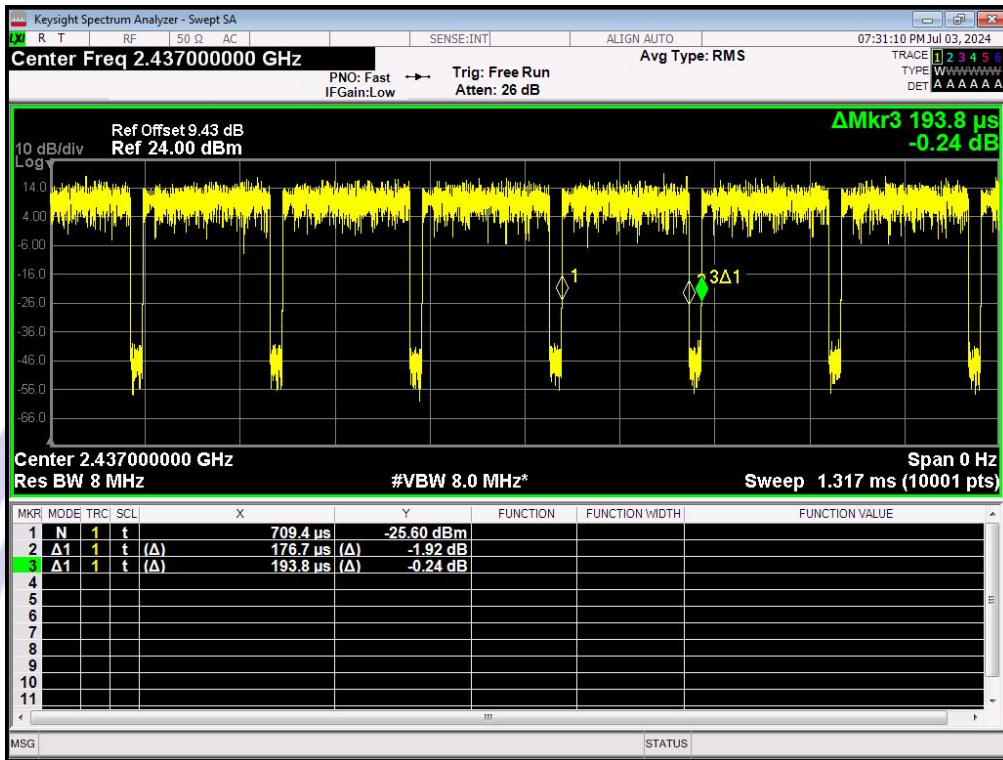 Keysight Spectrum Analyzer - Swept SA
LXI R T RF 50 Ω AC SENSE:INT ALIGN AUTO 07:31:10 PM Jul 03, 2024
Center Freq 2.437000000 GHz
PNO: Fast
IFGain:Low
Trig: Free Run
Atten: 26 dB
Avg Type: RMS
TRACE 1 2 3 4 5 6
TYPE W W W W W W
DET A A A A A A
ΔMkr3 193.8 µs
-0.24 dB
Ref Offset 9.43 dB
10 dB/div Ref 24.00 dBm
Log
14.0
4.00
-6.00
-16.0
-26.0
-36.0
-46.0
-56.0
-66.0
1
3Δ1
Center 2.437000000 GHz Span 0 Hz
Res BW 8 MHz #VBW 8.0 MHz* Sweep 1.317 ms (10001 pts)
MKR MODE TRC SCL X Y FUNCTION FUNCTION WIDTH FUNCTION VALUE
1 N 1 t 709.4 µs -25.60 dBm
2 Δ1 1 t (Δ) 176.7 µs (Δ) -1.92 dB
3 Δ1 1 t (Δ) 193.8 µs (Δ) -0.24 dB
4
5
6
7
8
9
10
11
MSG STATUS